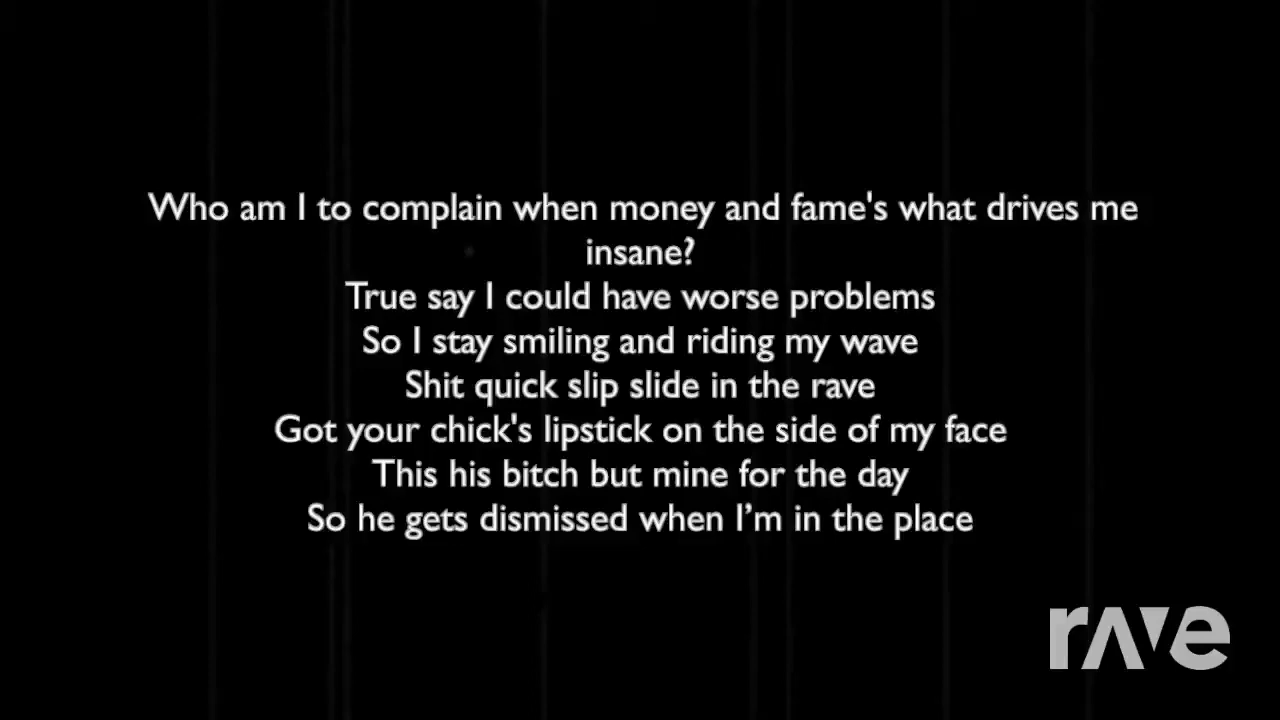 Who am I to complain when money and fame's what drives me
insane?
True say I could have worse problems
So I stay smiling and riding my wave
Shit quick slip slide in the rave
Got your chick's lipstick on the side of my face
This his bitch but mine for the day
So he gets dismissed when I’m in the place
rave